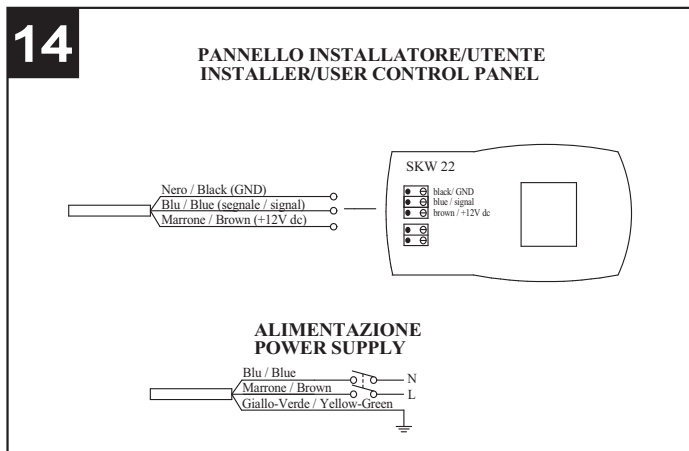 14
PANNELLO INSTALLATORE/UTENTE
INSTALLER/USER CONTROL PANEL
SKW 22
Nero / Black (GND)
Blu / Blue (segnale / signal)
Marrone / Brown (+12V dc)
black/ GND
blue / signal
brown / +12V dc
ALIMENTAZIONE
POWER SUPPLY
Blu / Blue
N
Marrone / Brown
L
Giallo-Verde / Yellow-Green